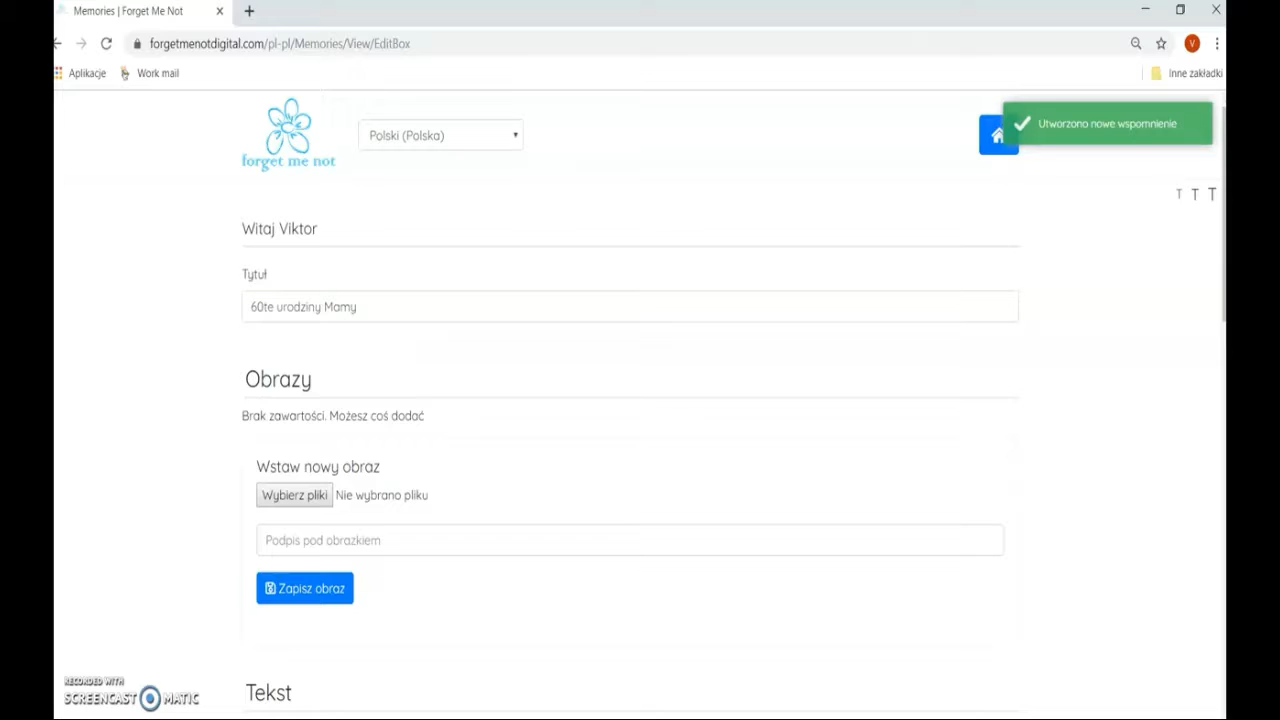 Memories | Forget Me Not
forgetmenotdigital.com/pl-pl/Memories/View/EditBox
V
Aplikacje
Work mail
Inne zakładki
forget me not
Polski (Polska)
Utworzono nowe wspomnienie
T T T
Witaj Viktor
Tytuł
60te urodziny Mamy
Obrazy
Brak zawartości. Możesz coś dodać
Wstaw nowy obraz
Wybierz pliki Nie wybrano pliku
Podpis pod obrazkiem
Zapisz obraz
Tekst
RECORDED WITH
SCREENCAST MATIC